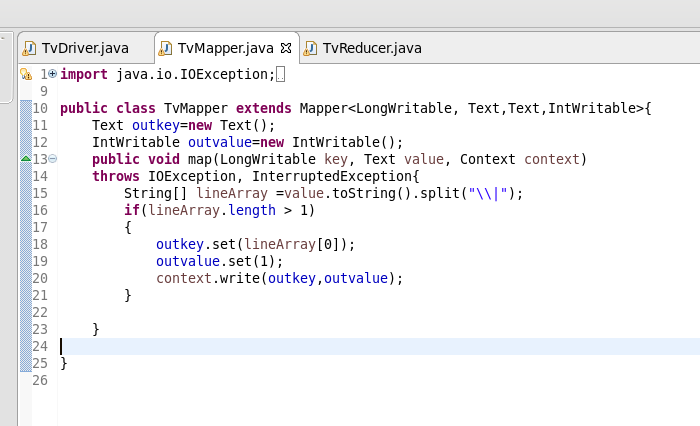 TvDriver.java TvMapper.java TvReducer.java
1 import java.io.IOException;
9
10 public class TvMapper extends Mapper<LongWritable, Text,Text,IntWritable>{
11     Text outkey=new Text();
12     IntWritable outvalue=new IntWritable();
13     public void map(LongWritable key, Text value, Context context)
14     throws IOException, InterruptedException{
15         String[] lineArray =value.toString().split("\\|");
16         if(lineArray.length > 1)
17         {
18             outkey.set(lineArray[0]);
19             outvalue.set(1);
20             context.write(outkey,outvalue);
21         }
22
23     }
24
25 }
26